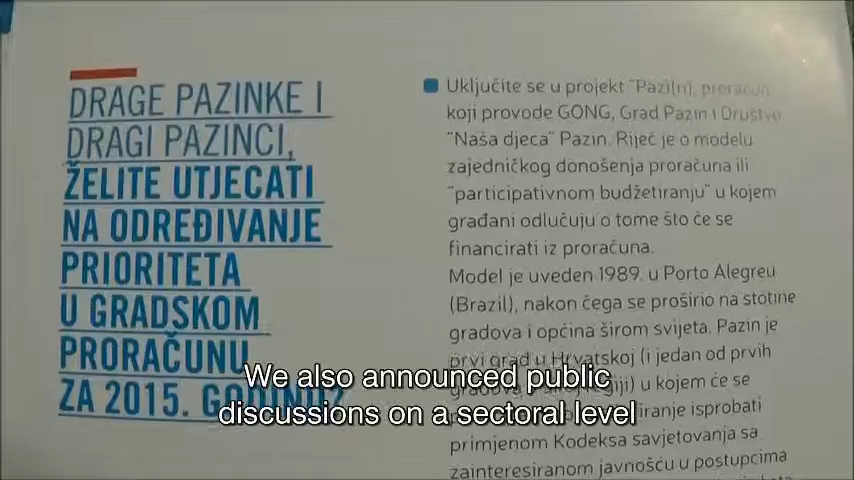 DRAGE PAZINKE I
DRAGI PAZINCI,
ŽELITE UTJECATI
NA ODREĐIVANJE
PRIORITETA
U GRADSKOM
PRORAČUNU
ZA 2015. GODINU?
Uključite se u projekt "Pazi(n), proračun,
koji provode GONG, Grad Pazin i Društvo
"Naša djeca" Pazin. Riječ je o modelu
zajedničkog donošenja proračuna ili
"participativnom budžetiranju" u kojem
građani odlučuju o tome što će se
financirati iz proračuna.
Model je uveden 1989. u Porto Alegreu
(Brazil), nakon čega se proširio na stotine
gradova i općina širom svijeta. Pazin je
prvi grad u Hrvatskoj (i jedan od prvih
gradova u) u kojem će se
isprobati
primjenom Kodeksa savjetovanja sa
zainteresiranom javnošću u postupcima
We also announced public
discussions on a sectoral level